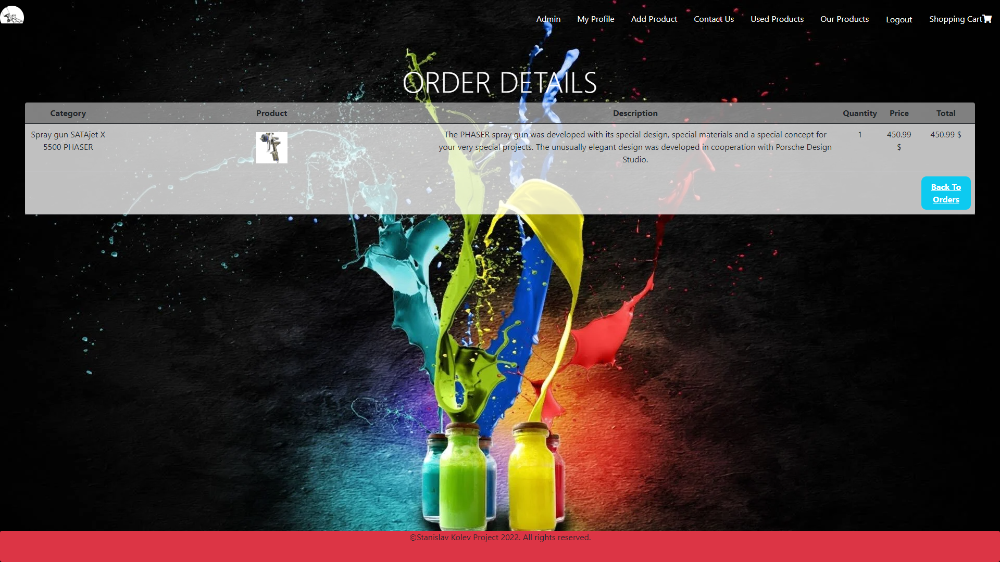 Admin My Profile Add Product Contact Us Used Products Our Products Logout Shopping Cart
ORDER DETAILS
Category Product Description Quantity Price Total
Spray gun SATAjet X The PHASER spray gun was developed with its special design, special materials and a special concept for 1 450.99 450.99 $
5500 PHASER your very special projects. The unusually elegant design was developed in cooperation with Porsche Design $
Studio.
Back To
Orders
©Stanislav Kolev Project 2022. All rights reserved.